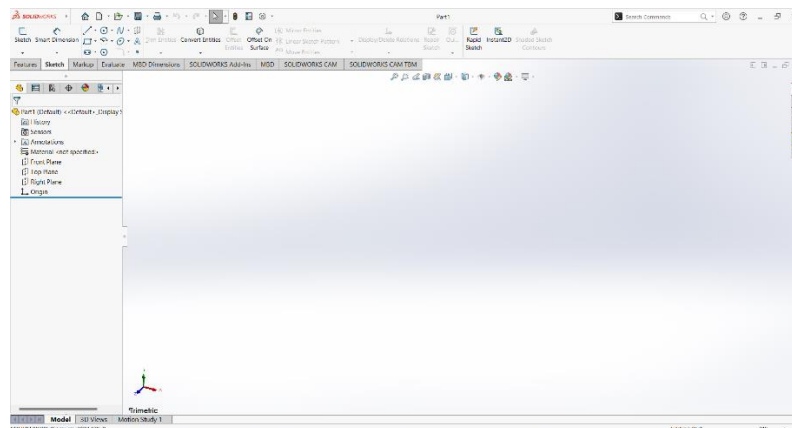 SOLIDWORKS
Part1
Search Commands
Sketch Smart Dimension
Trim Entities Convert Entities Offset Entities Offset On Surface
Mirror Entities
Linear Sketch Pattern
Move Entities
Display/Delete Relations
Repair Sketch
Rapid Sketch
Instant2D
Shaded Sketch Contours
Features Sketch Markup Evaluate MBD Dimensions SOLIDWORKS Add-Ins MBD SOLIDWORKS CAM SOLIDWORKS CAM TBM
Part1 (Default) <<Default>_Display S
History
Sensors
Annotations
Material <not specified>
Front Plane
Top Plane
Right Plane
Origin
*Trimetric
Model 3D Views Motion Study 1